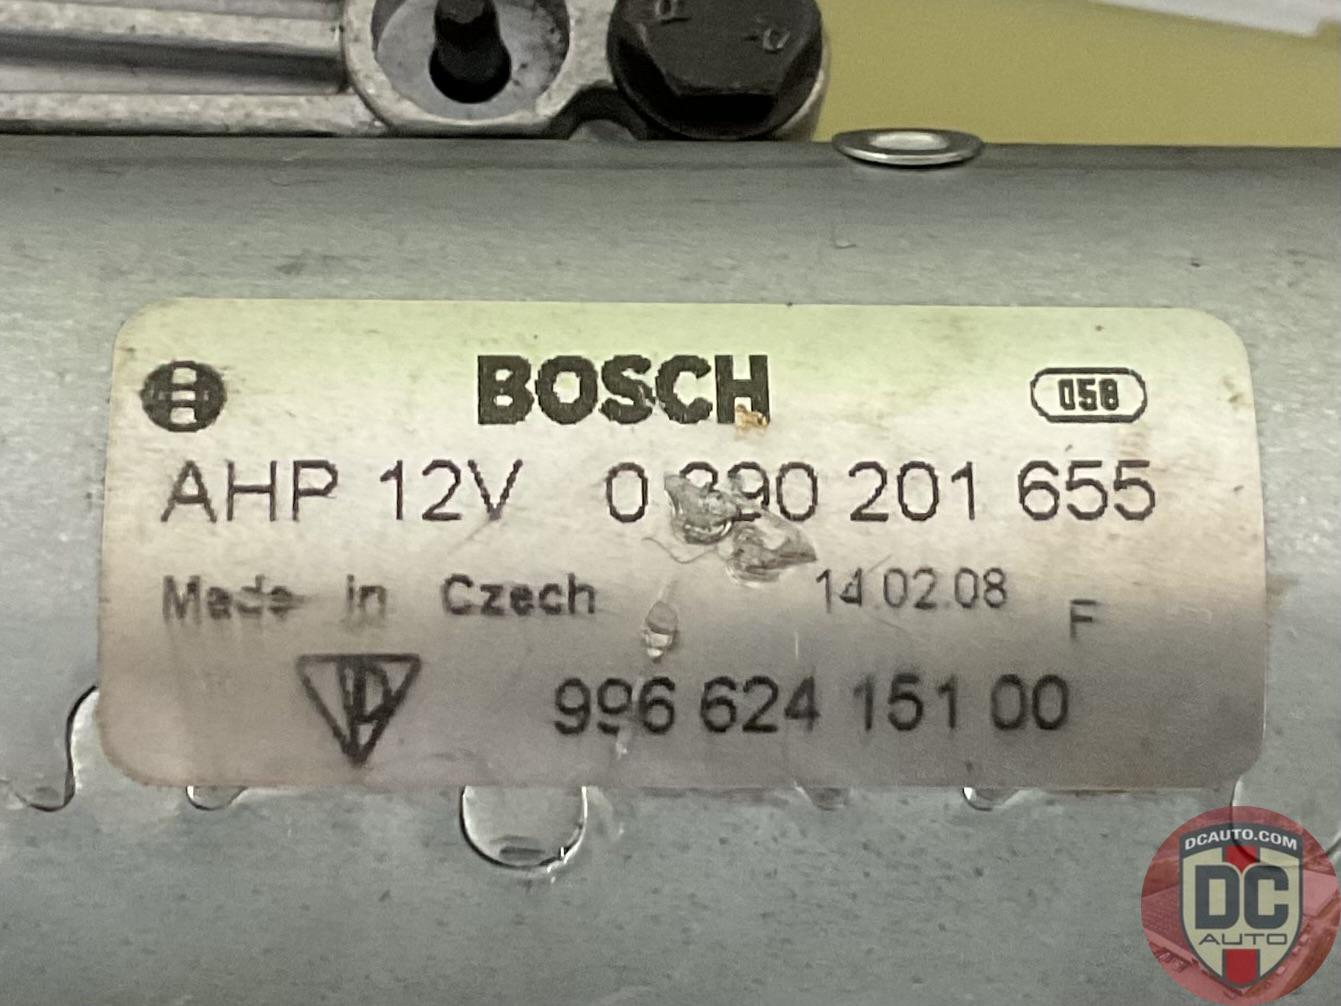 BOSCH 058
AHP 12V 0 390 201 655
Made in Czech 14.02.08 F
996 624 151 00
DCAUTO.COM
DC
AUTO